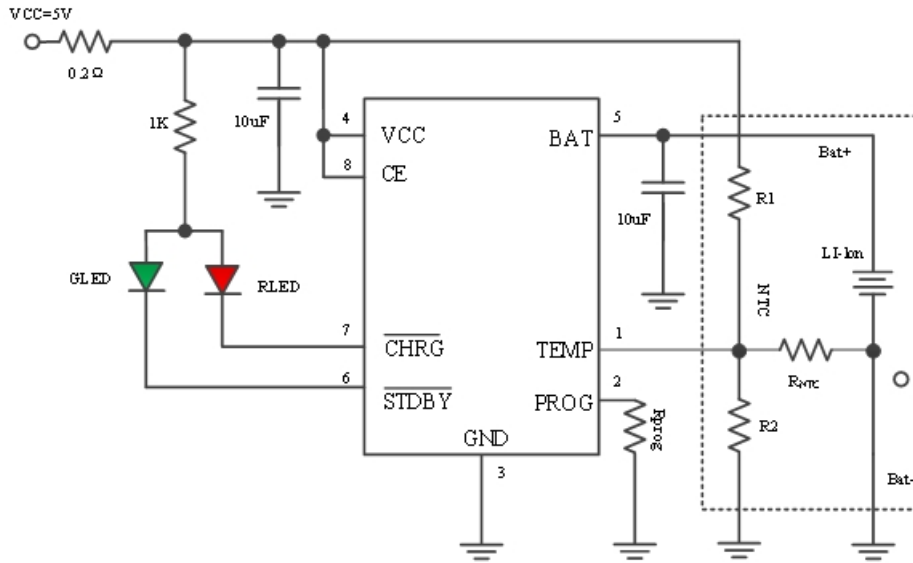 VCC=5V
0.2Ω
1K
10uF
4
VCC
8
CE
BAT
5
Bat+
10uF
R1
LI-Ion
GLED
RLED
NTC
7
CHRG
6
STDBY
TEMP
1
PROG
2
RNTC
Rprog
R2
GND
3
Bat-